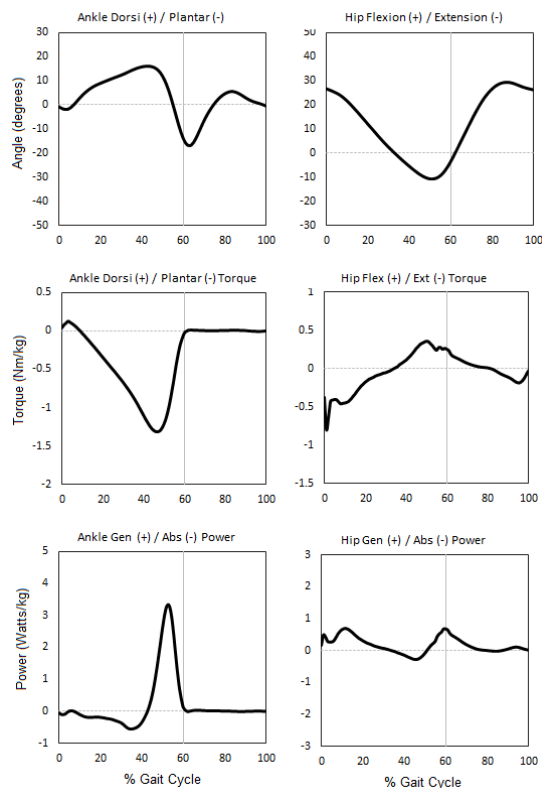 Ankle Dorsi (+) / Plantar (-)
Angle (degrees)
30
20
10
0
-10
-20
-30
-40
-50
0 20 40 60 80 100
Hip Flexion (+) / Extension (-)
30
20
10
0
-10
-20
-30
0 20 40 60 80 100
Ankle Dorsi (+) / Plantar (-) Torque
Torque (Nm/kg)
0.5
0
-0.5
-1
-1.5
-2
0 20 40 60 80 100
Hip Flex (+) / Ext (-) Torque
1
0.5
0
-0.5
-1
-1.5
0 20 40 60 80 100
Ankle Gen (+) / Abs (-) Power
Power (Watts/kg)
5
4
3
2
1
0
-1
0 20 40 60 80 100
% Gait Cycle
Hip Gen (+) / Abs (-) Power
3
2
1
0
-1
-2
-3
0 20 40 60 80 100
% Gait Cycle